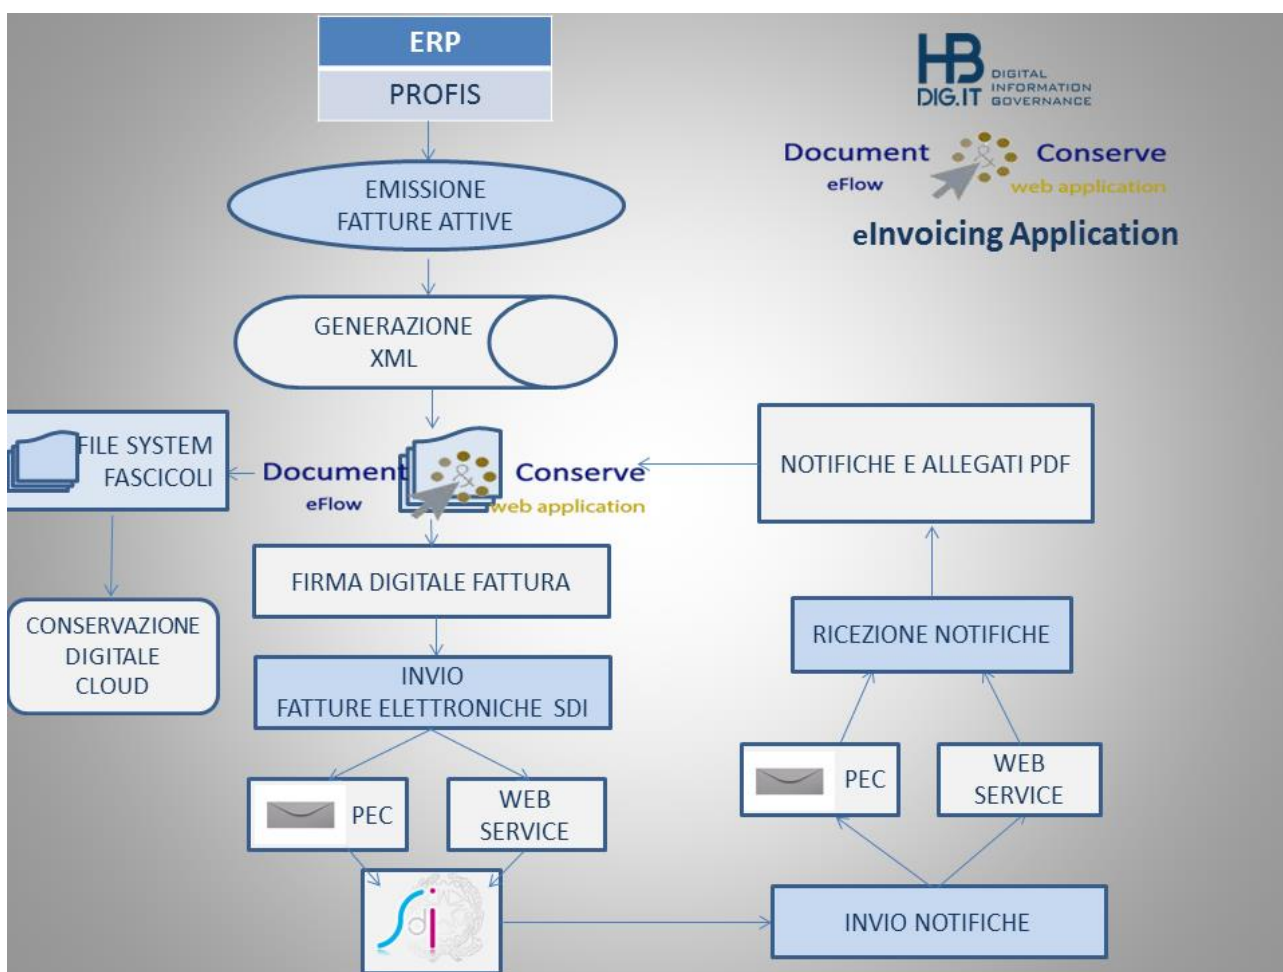 ERP
PROFIS
HB
DIG.IT
DIGITAL
INFORMATION
GOVERNANCE
Document & Conserve
eFlow web application
eInvoicing Application
EMISSIONE
FATTURE ATTIVE
GENERAZIONE
XML
FILE SYSTEM
FASCICOLI
Document & Conserve
eFlow web application
NOTIFICHE E ALLEGATI PDF
FIRMA DIGITALE FATTURA
CONSERVAZIONE
DIGITALE
CLOUD
INVIO
FATTURE ELETTRONICHE SDI
RICEZIONE NOTIFICHE
PEC
WEB
SERVICE
PEC
WEB
SERVICE
SdI
INVIO NOTIFICHE